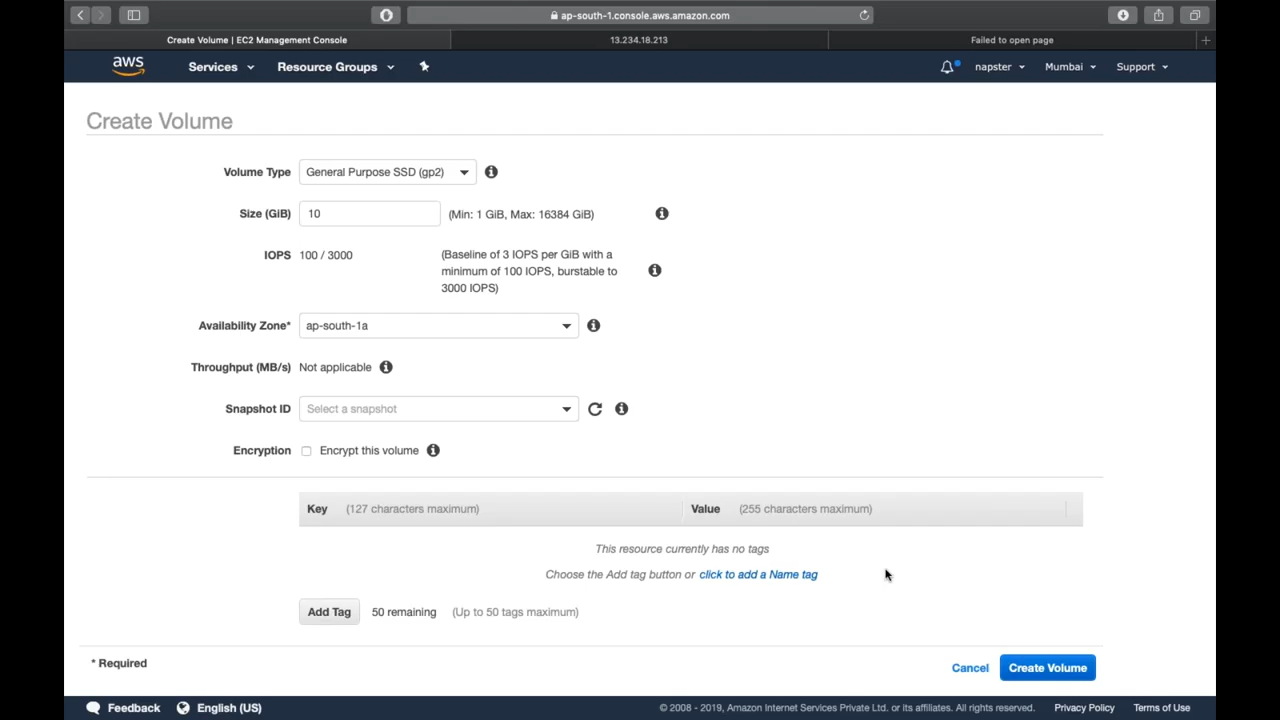 ap-south-1.console.aws.amazon.com
Create Volume | EC2 Management Console
13.234.18.213
Failed to open page
aws
Services
Resource Groups
napster
Mumbai
Support
Create Volume
Volume Type
General Purpose SSD (gp2)
Size (GiB)
10
(Min: 1 GiB, Max: 16384 GiB)
IOPS
100 / 3000
(Baseline of 3 IOPS per GiB with a
minimum of 100 IOPS, burstable to
3000 IOPS)
Availability Zone*
ap-south-1a
Throughput (MB/s)
Not applicable
Snapshot ID
Select a snapshot
Encryption
Encrypt this volume
Key
(127 characters maximum)
Value
(255 characters maximum)
This resource currently has no tags
Choose the Add tag button or click to add a Name tag
Add Tag
50 remaining
(Up to 50 tags maximum)
* Required
Cancel
Create Volume
Feedback
English (US)
© 2008 - 2019, Amazon Internet Services Private Ltd. or its affiliates. All rights reserved.
Privacy Policy
Terms of Use